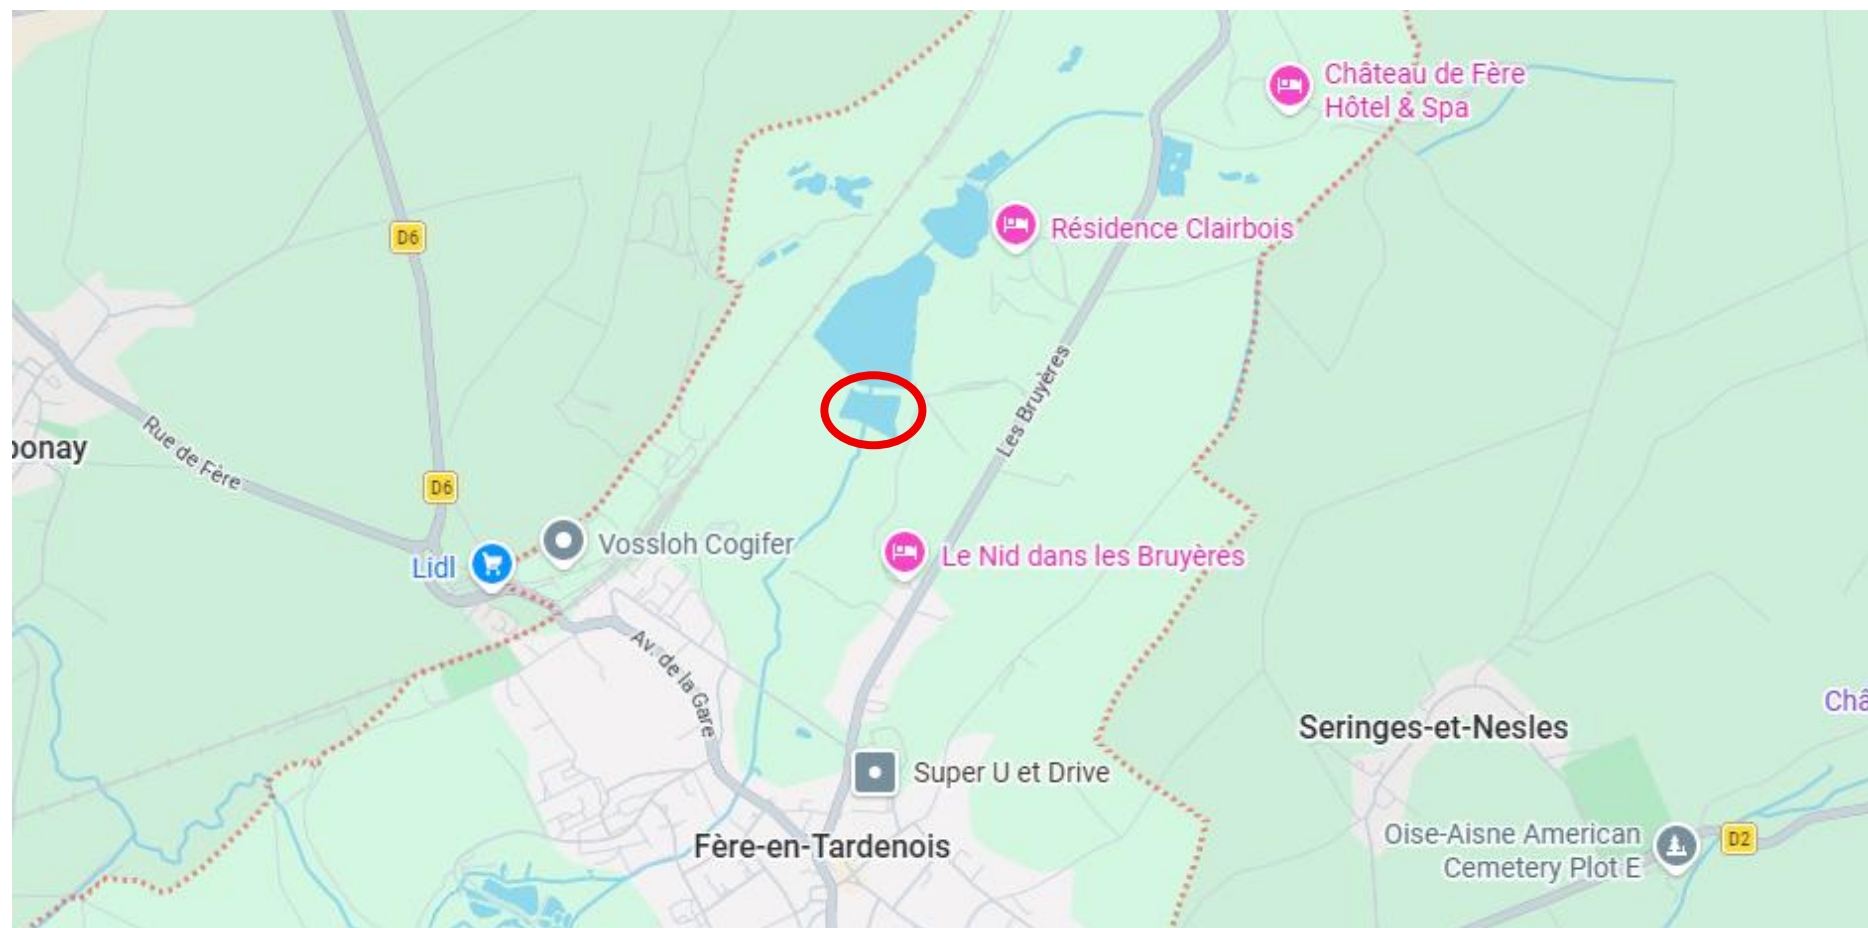 Château de Fère
Hôtel & Spa
D6
Résidence Clairbois
Les Bruyères
ponay
Rue de Fère
D6
Lidl
Vossloh Cogifer
Le Nid dans les Bruyères
Av. de la Gare
Châ
Seringes-et-Nesles
Super U et Drive
Fère-en-Tardenois
Oise-Aisne American
Cemetery Plot E
D2